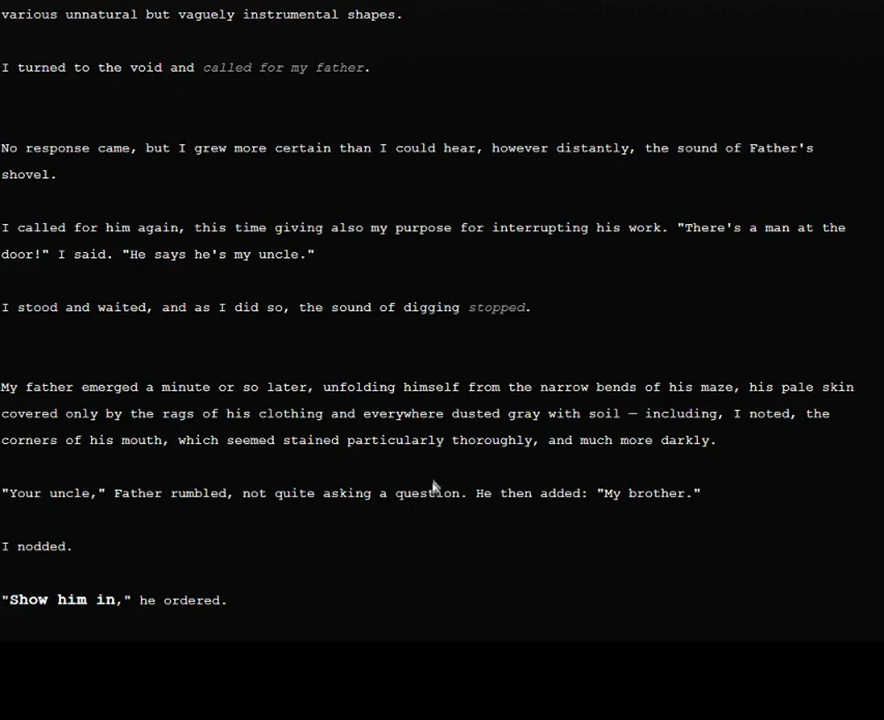 various unnatural but vaguely instrumental shapes.
I turned to the void and called for my father.
No response came, but I grew more certain than I could hear, however distantly, the sound of Father's
shovel.
I called for him again, this time giving also my purpose for interrupting his work. "There's a man at the
door!" I said. "He says he's my uncle."
I stood and waited, and as I did so, the sound of digging stopped.
My father emerged a minute or so later, unfolding himself from the narrow bends of his maze, his pale skin
covered only by the rags of his clothing and everywhere dusted gray with soil — including, I noted, the
corners of his mouth, which seemed stained particularly thoroughly, and much more darkly.
"Your uncle," Father rumbled, not quite asking a question. He then added: "My brother."
I nodded.
"Show him in," he ordered.